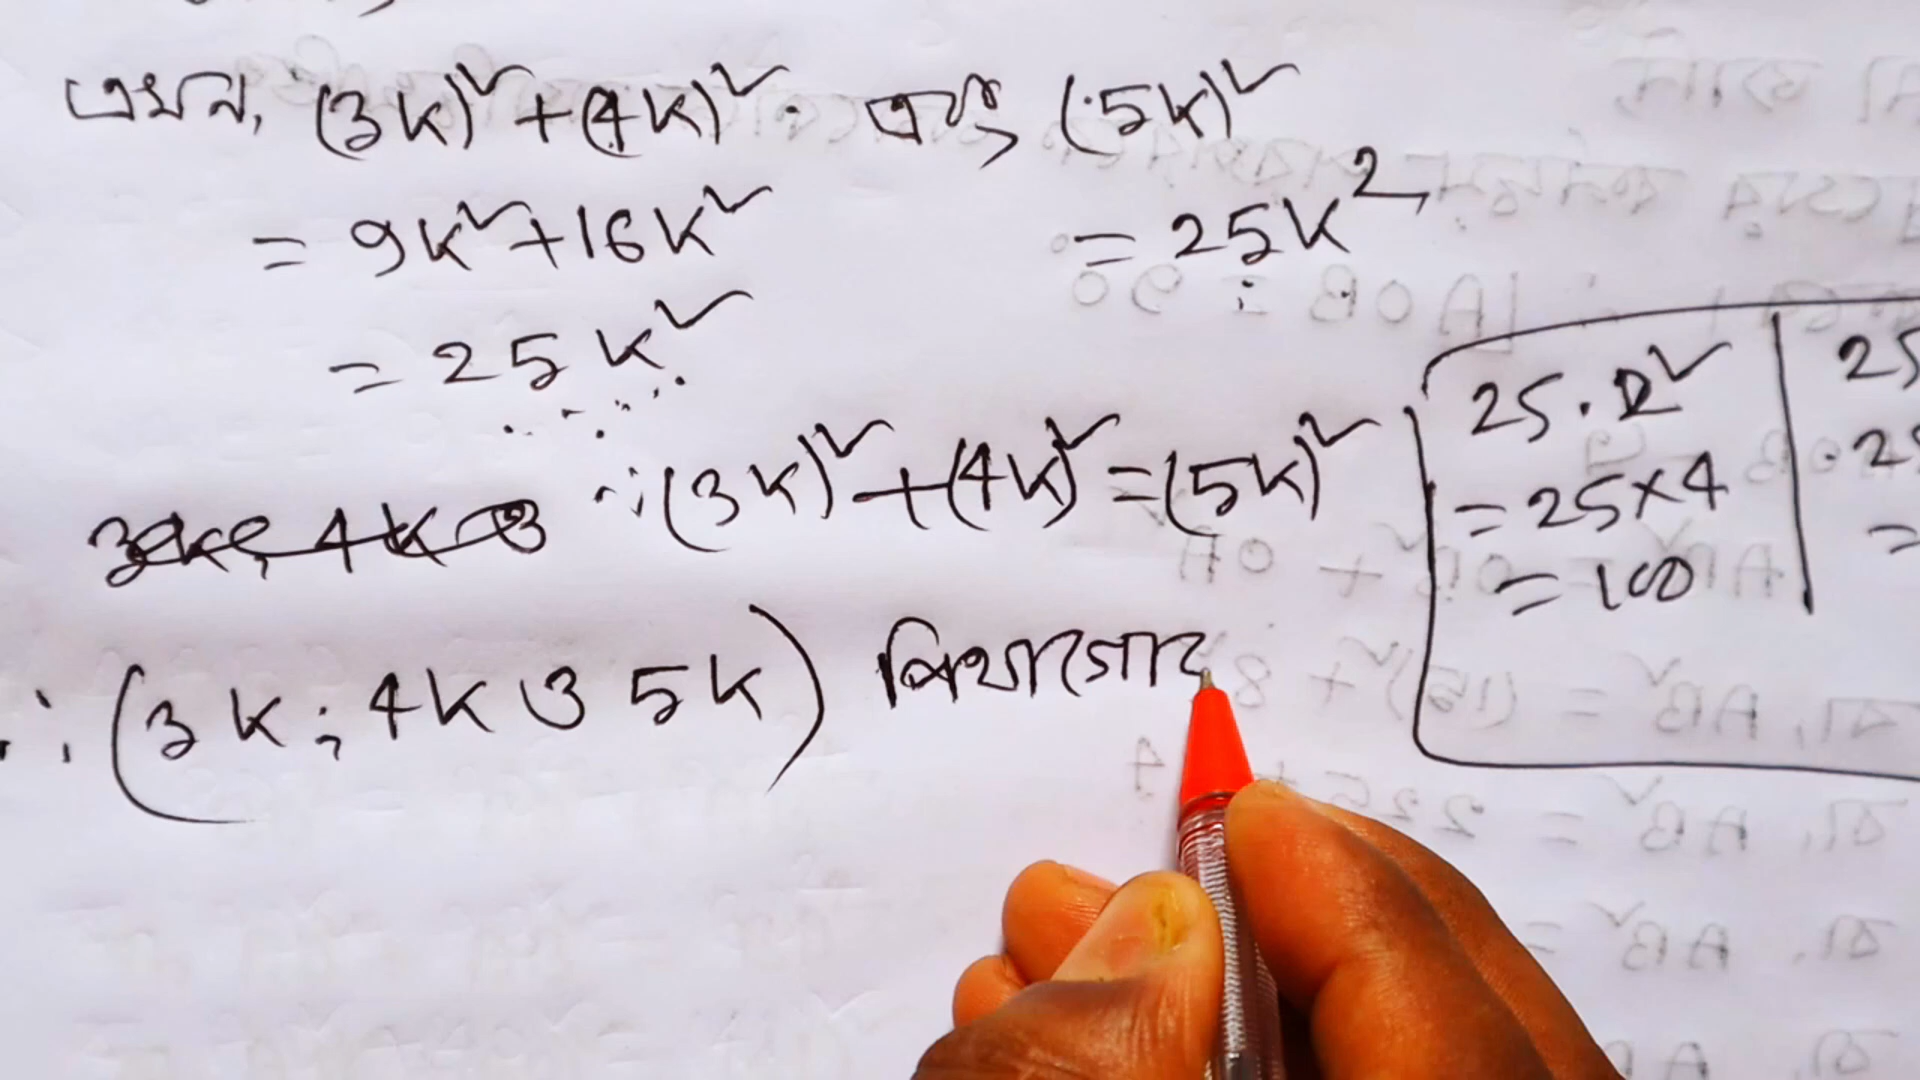 এখন, (3K)² + (4K)² এবং (5K)²
= 9K² + 16K² = 25K²
= 25K²
∴ (3K)² + (4K)² = (5K)²
∴ (3K, 4K ও 5K) পিথাগোরে
25.2²
= 25×4
= 100
25
=